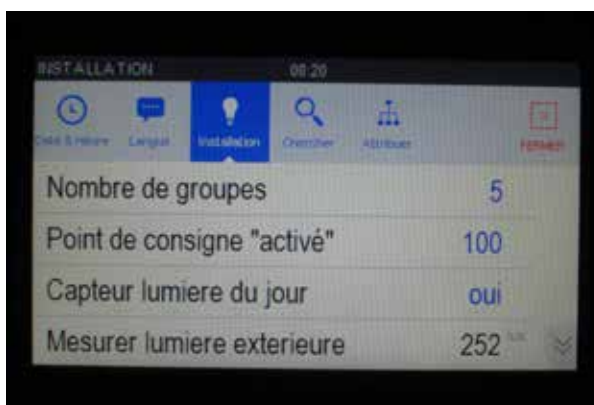 INSTALLATION 08:20
Date & heure Langue Installation Chercher Attribuer FERMER
Nombre de groupes 5
Point de consigne "activé" 100
Capteur lumiere du jour oui
Mesurer lumiere exterieure 252